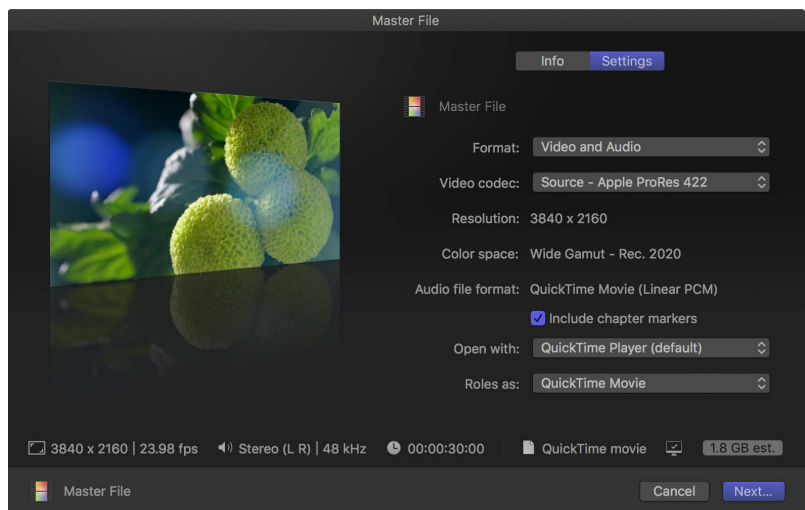 Master File
Info Settings
Master File
Format: Video and Audio
Video codec: Source - Apple ProRes 422
Resolution: 3840 x 2160
Color space: Wide Gamut - Rec. 2020
Audio file format: QuickTime Movie (Linear PCM)
Include chapter markers
Open with: QuickTime Player (default)
Roles as: QuickTime Movie
3840 x 2160 | 23.98 fps Stereo (L R) | 48 kHz 00:00:30:00 QuickTime movie 1.8 GB est.
Master File Cancel Next...